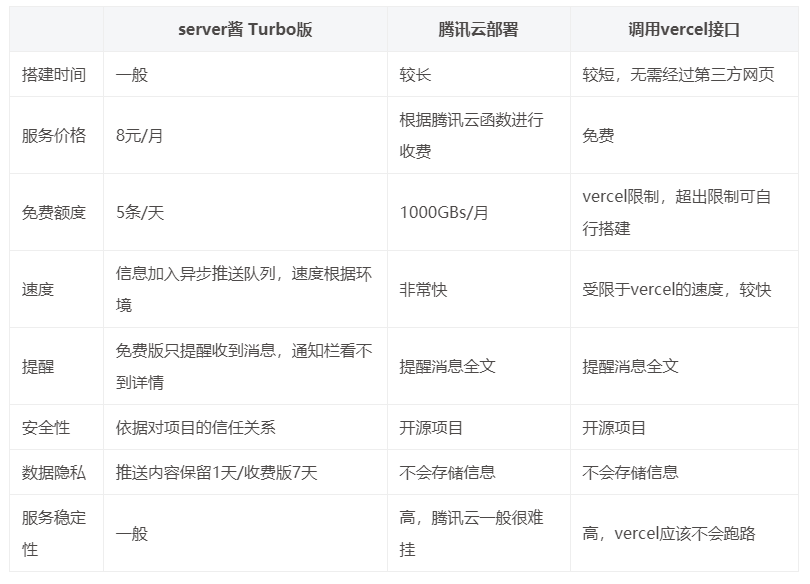 server酱 Turbo版 腾讯云部署 调用vercel接口
搭建时间 一般 较长 较短，无需经过第三方网页
服务价格 8元/月 根据腾讯云函数进行
收费 免费
免费额度 5条/天 1000GBs/月 vercel限制，超出限制可自
行搭建
速度 信息加入异步推送队列，速度根据环
境 非常快 受限于vercel的速度，较快
提醒 免费版只提醒收到消息，通知栏看不
到详情 提醒消息全文 提醒消息全文
安全性 依据对项目的信任关系 开源项目 开源项目
数据隐私 推送内容保留1天/收费版7天 不会存储信息 不会存储信息
服务稳定
性 一般 高，腾讯云一般很难
挂 高，vercel应该不会跑路